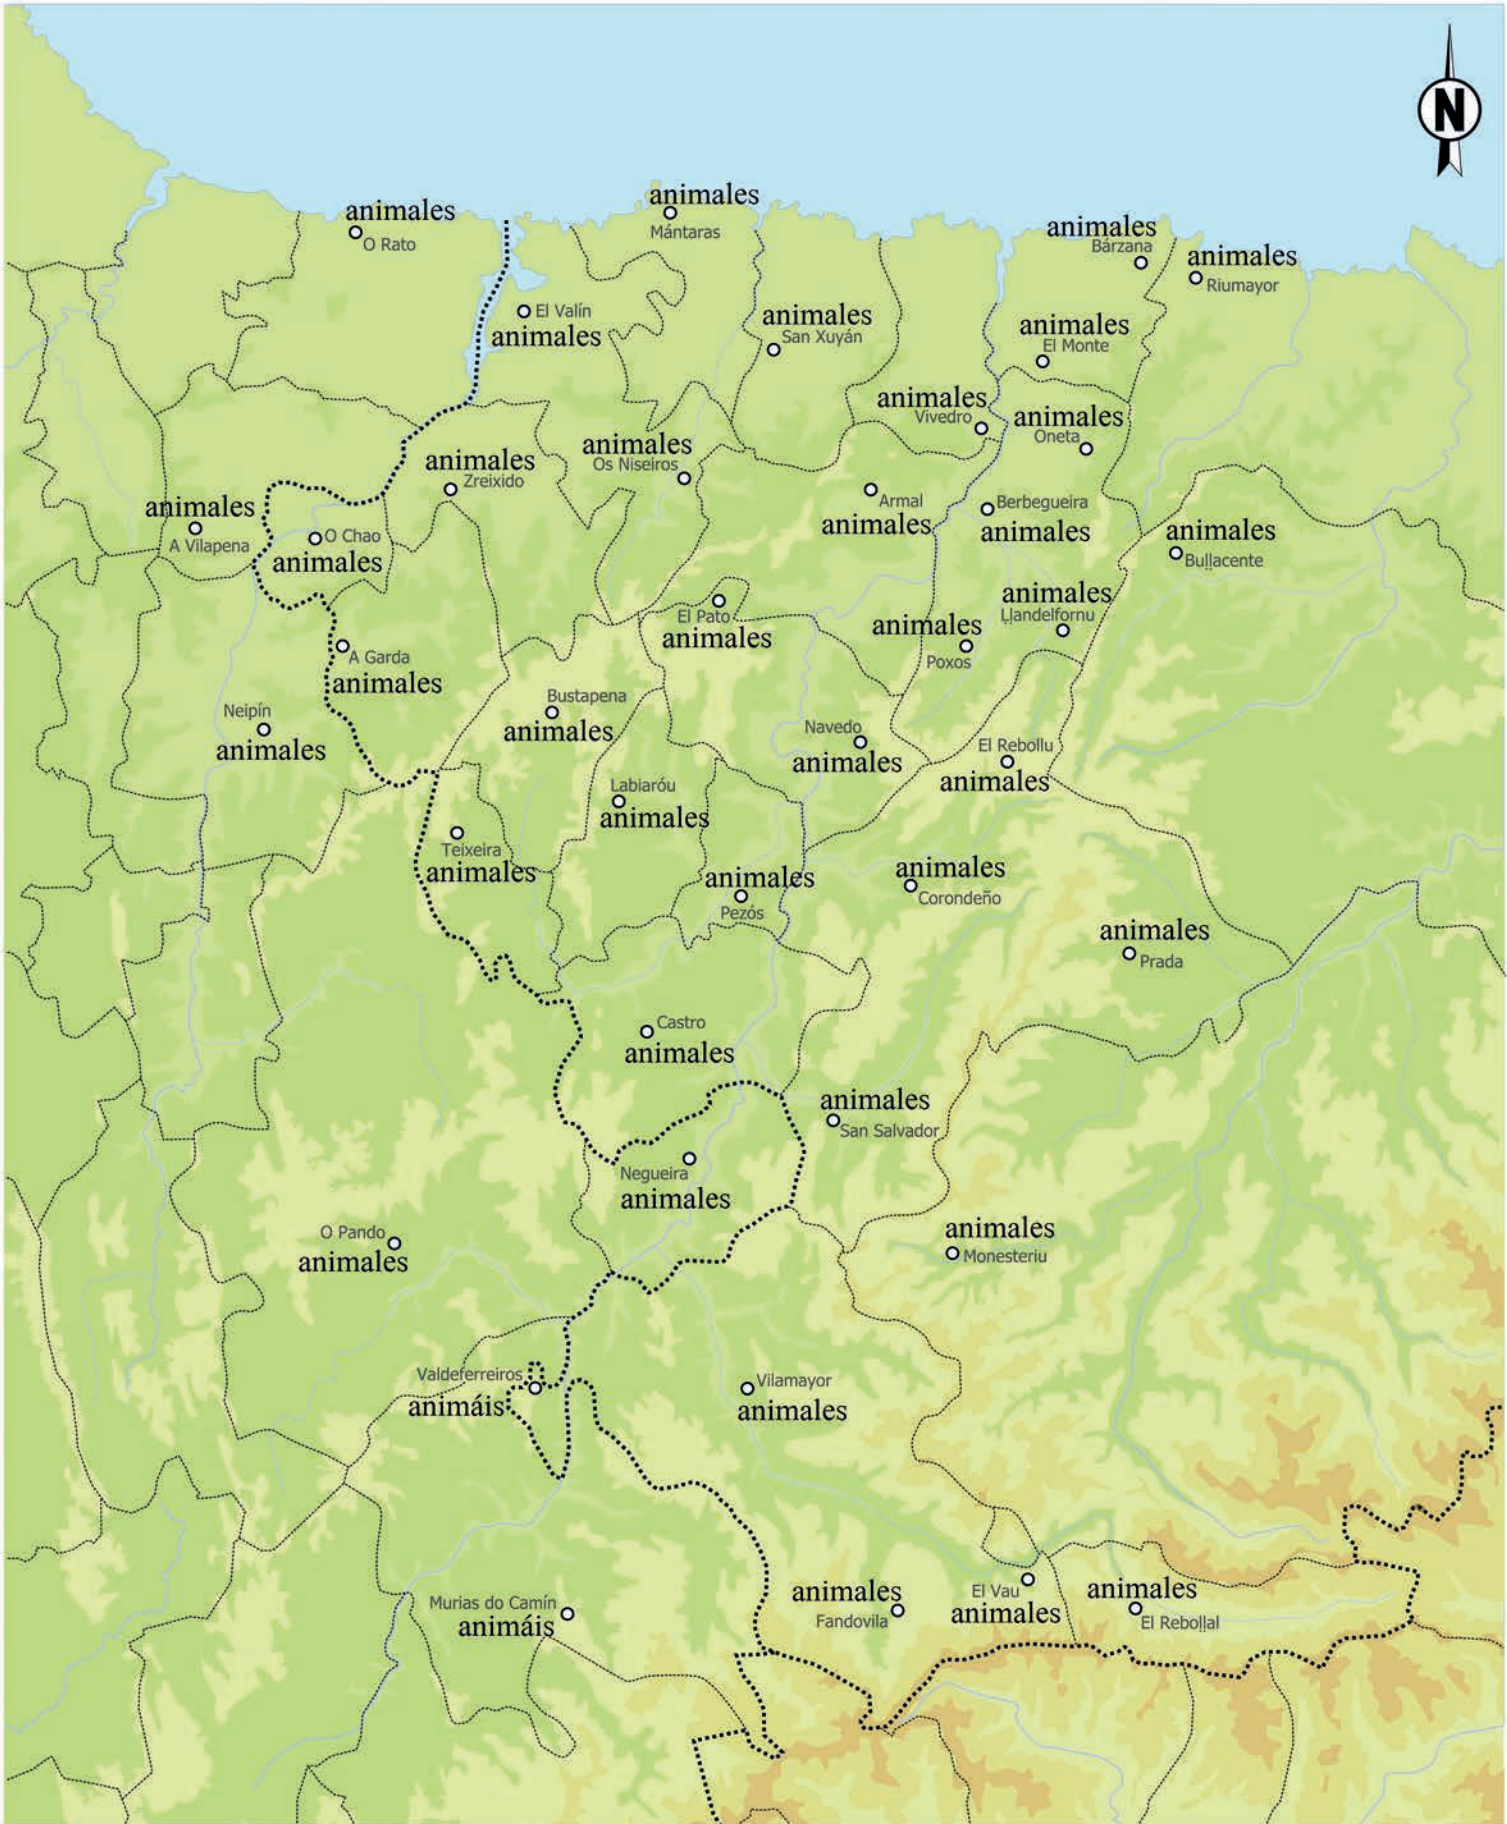 N
animales
O Rato
animales
Mántaras
animales
Bárzana
animales
Riumayor
El Valín
animales
animales
San Xuyán
animales
El Monte
animales
Vivedro
animales
Oneta
animales
Zreixido
animales
Os Niseiros
animales
A Vilapena
O Chao
animales
Armal
animales
Berbegueira
animales
animales
Buḷḷacente
animales
Ḷḷandelfornu
El Pato
animales
animales
Poxos
A Garda
animales
Neipín
animales
Bustapena
animales
Navedo
animales
El Rebollu
animales
Labiaróu
animales
Teixeira
animales
animales
Pezós
animales
Corondeño
animales
Prada
Castro
animales
animales
San Salvador
Negueira
animales
O Pando
animales
animales
Monesteriu
Valdeferreiros
animáis
Vilamayor
animales
Murias do Camín
animáis
animales
Fandovila
El Vau
animales
animales
El Reboḷḷal